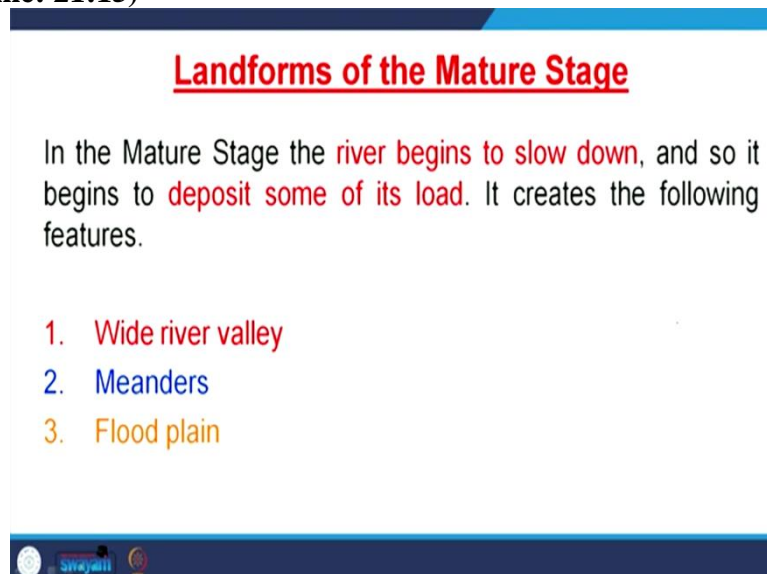 Landforms of the Mature Stage
In the Mature Stage the river begins to slow down, and so it
begins to deposit some of its load. It creates the following
features.
1. Wide river valley
2. Meanders
3. Flood plain
swayam